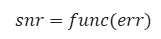 snr = func(err)